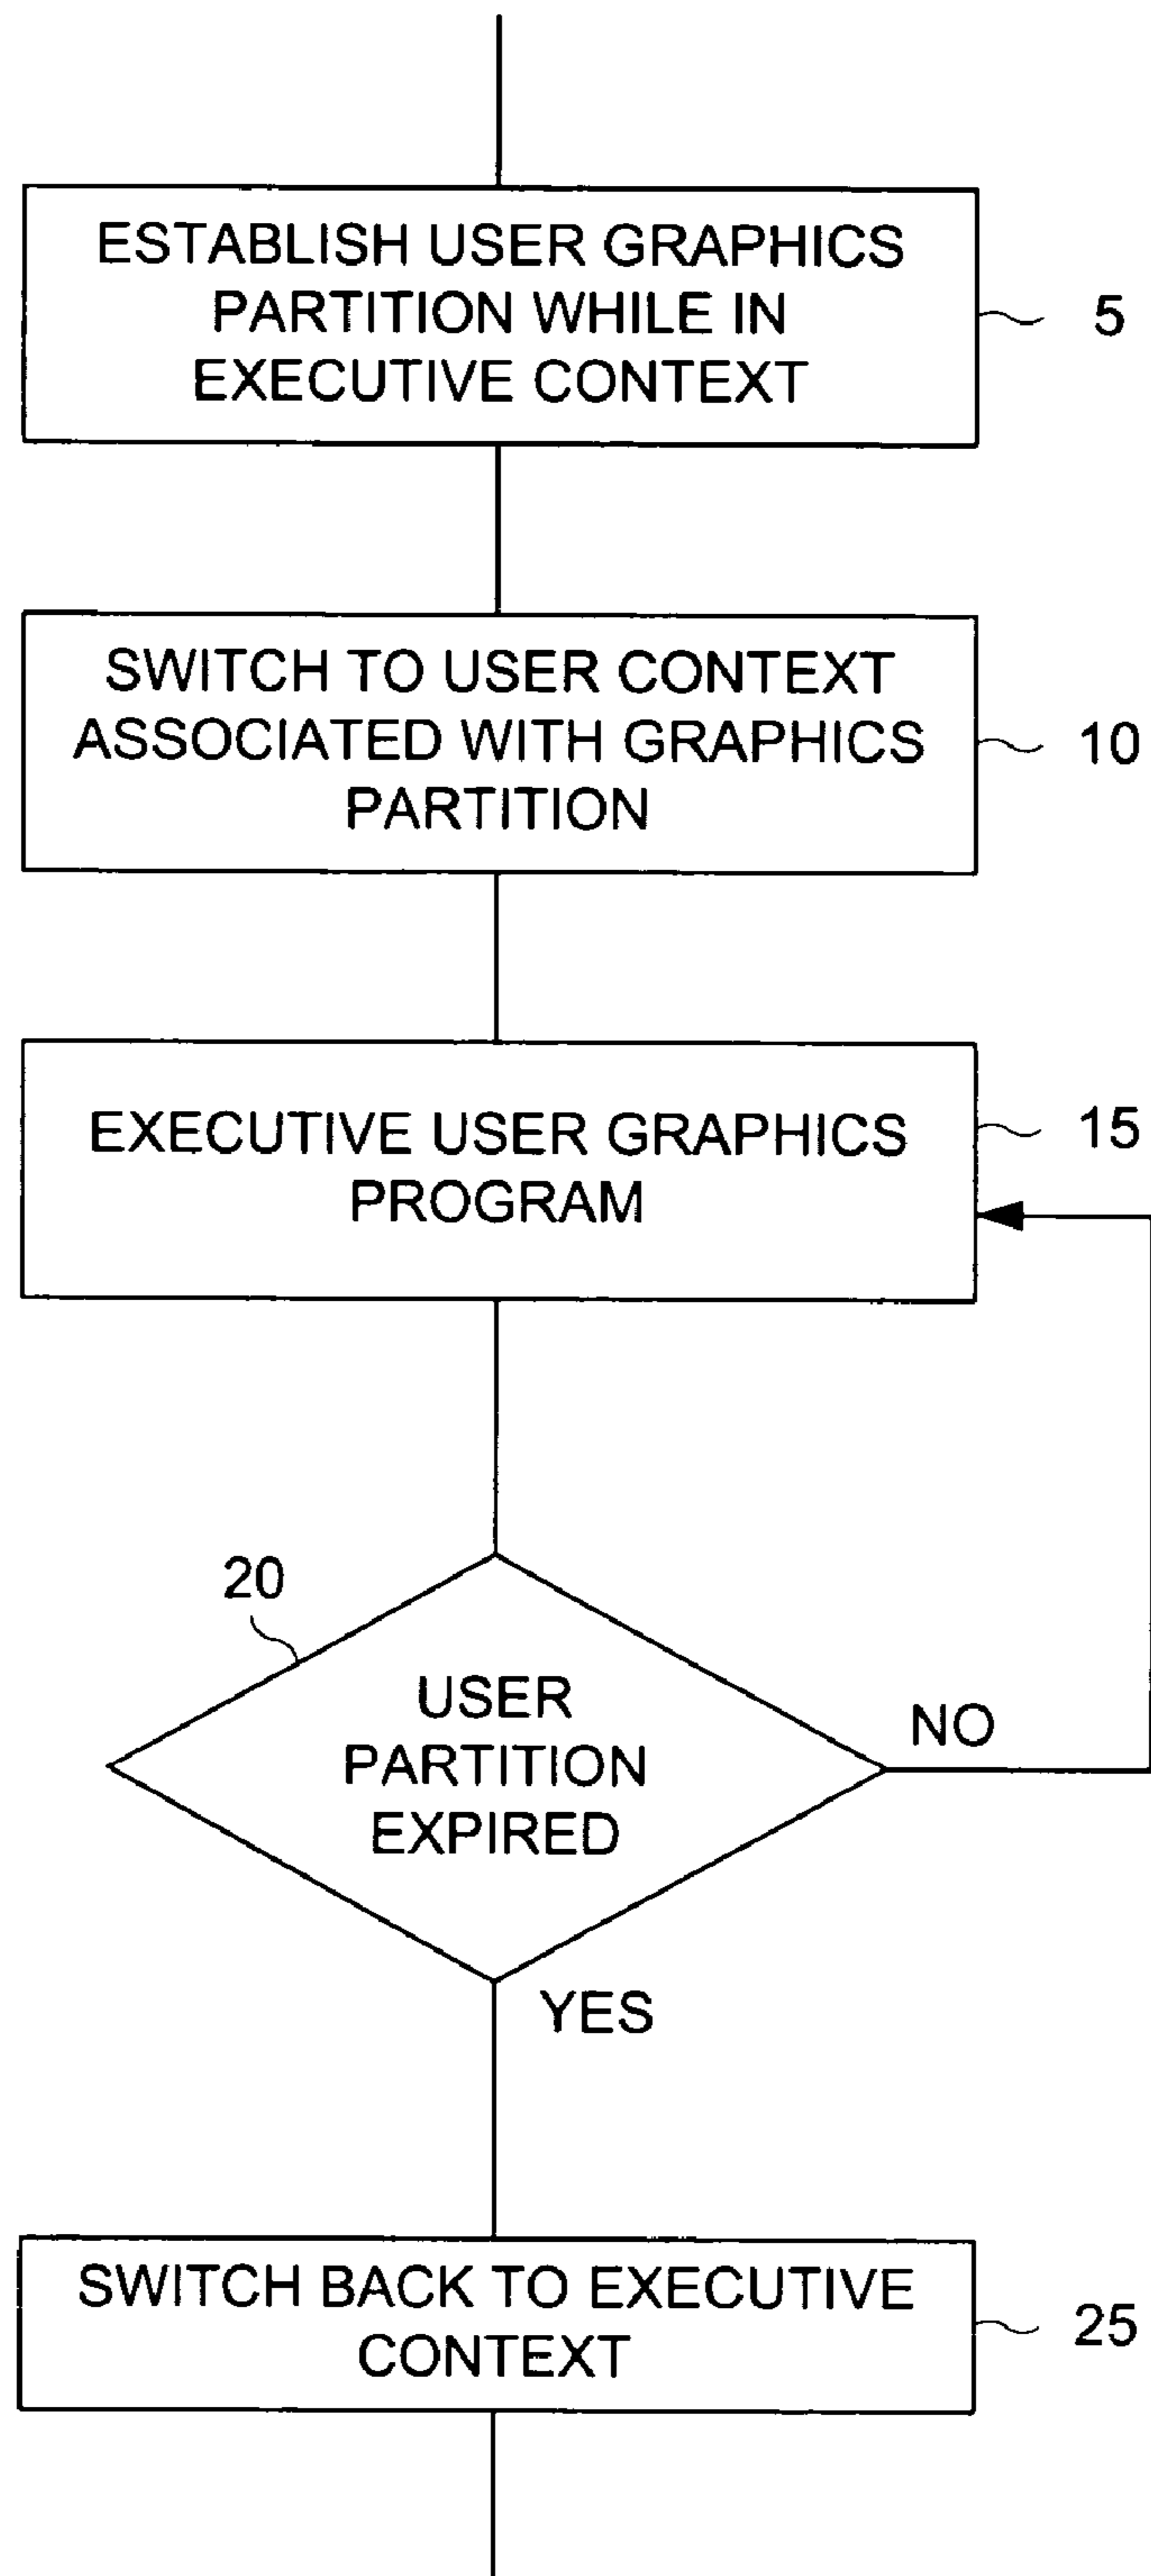 ESTABLISH USER GRAPHICS
PARTITION WHILE IN
EXECUTIVE CONTEXT
5
SWITCH TO USER CONTEXT
ASSOCIATED WITH GRAPHICS
PARTITION
10
EXECUTIVE USER GRAPHICS
PROGRAM
15
20
USER
PARTITION
EXPIRED
NO
YES
SWITCH BACK TO EXECUTIVE
CONTEXT
25